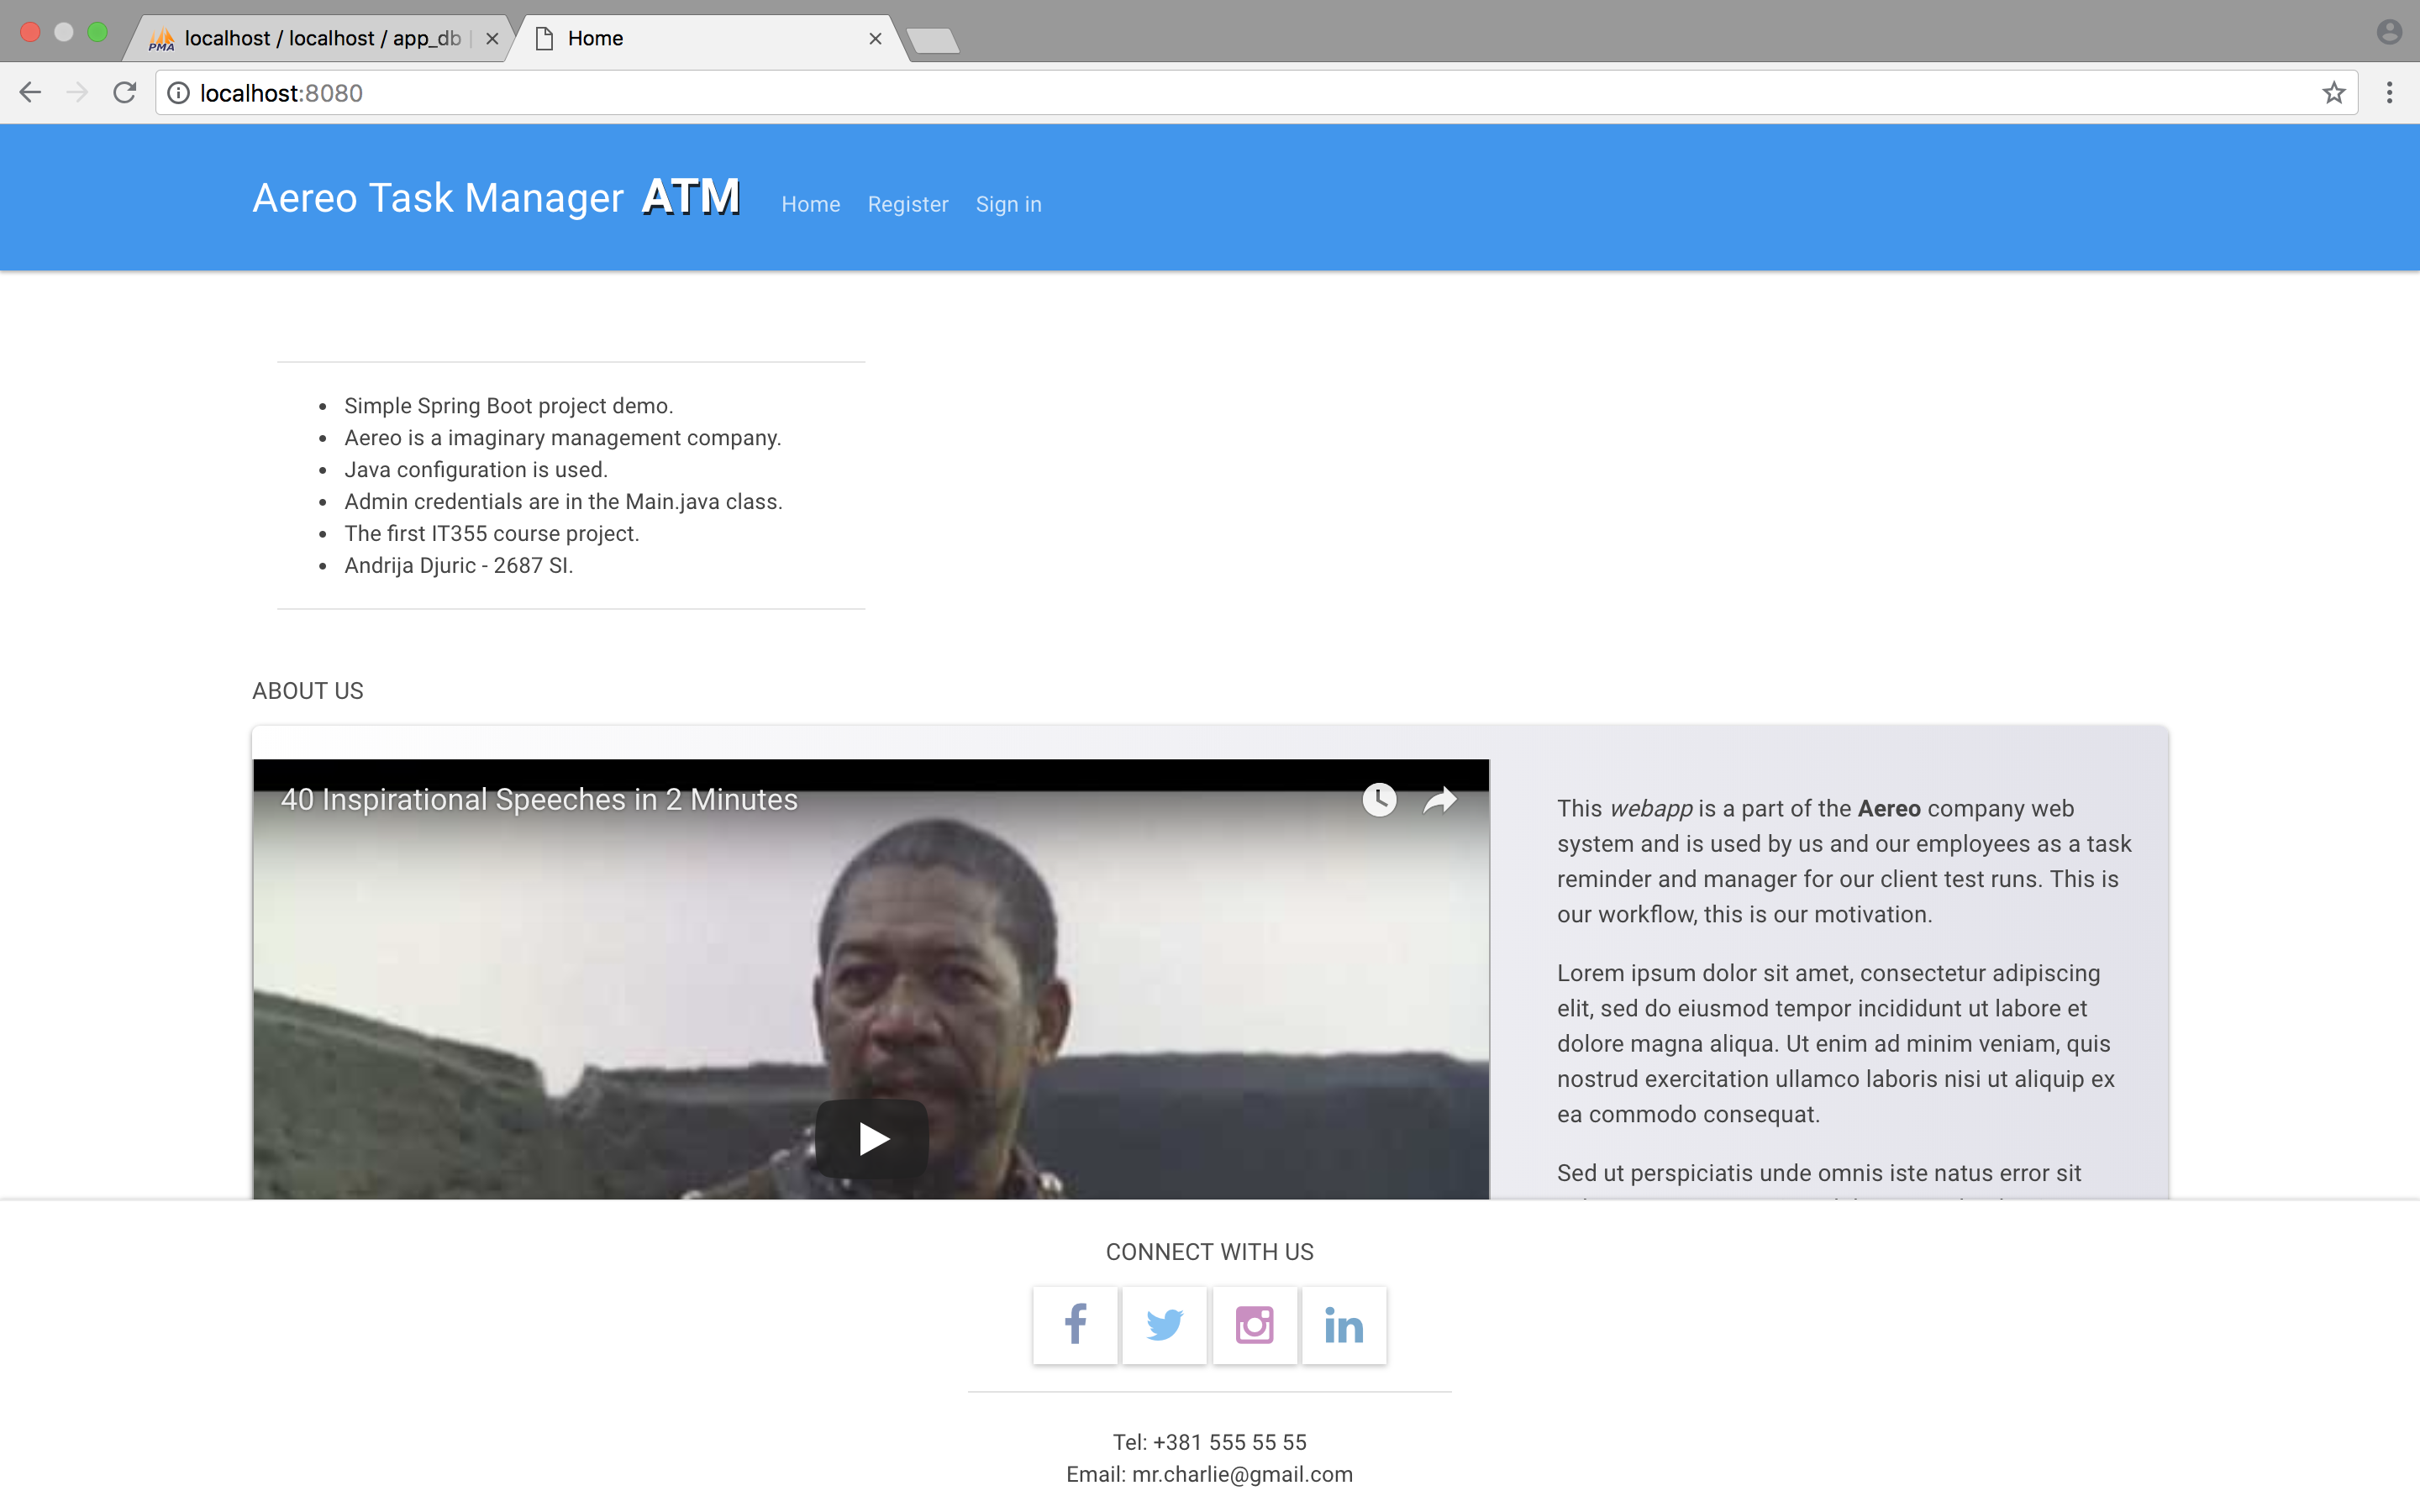 PMA localhost / localhost / app_db |
Home
localhost:8080
Aereo Task Manager ATM Home Register Sign in
• Simple Spring Boot project demo.
• Aereo is a imaginary management company.
• Java configuration is used.
• Admin credentials are in the Main.java class.
• The first IT355 course project.
• Andrija Djuric - 2687 SI.
ABOUT US
40 Inspirational Speeches in 2 Minutes
This webapp is a part of the Aereo company web
system and is used by us and our employees as a task
reminder and manager for our client test runs. This is
our workflow, this is our motivation.
Lorem ipsum dolor sit amet, consectetur adipiscing
elit, sed do eiusmod tempor incididunt ut labore et
dolore magna aliqua. Ut enim ad minim veniam, quis
nostrud exercitation ullamco laboris nisi ut aliquip ex
ea commodo consequat.
Sed ut perspiciatis unde omnis iste natus error sit
CONNECT WITH US
Tel: +381 555 55 55
Email: mr.charlie@gmail.com